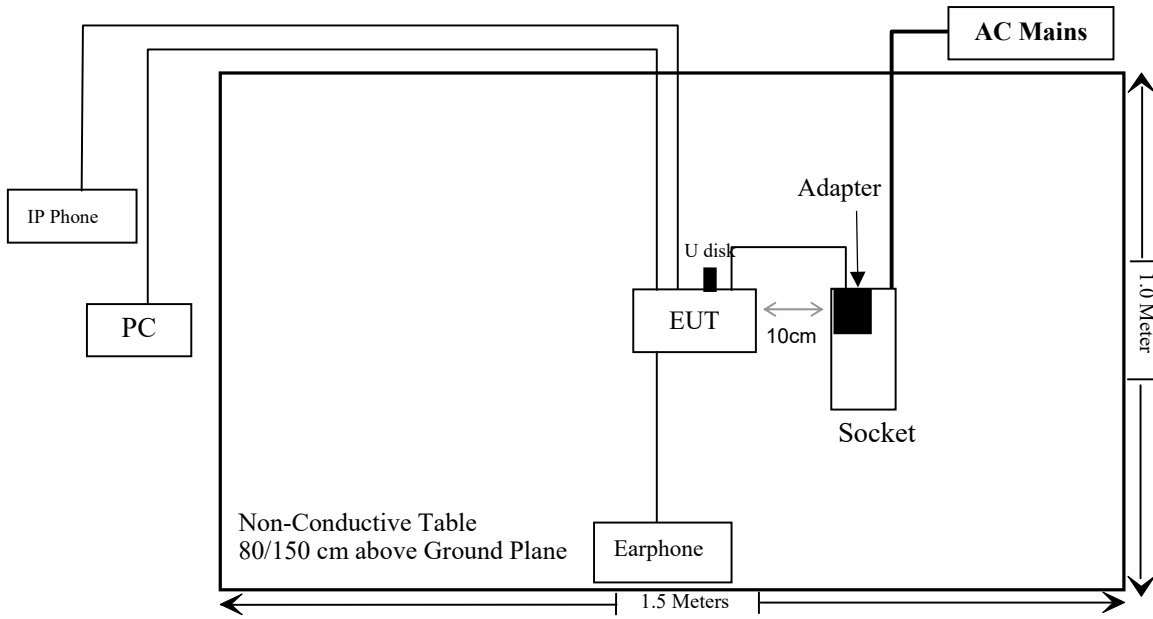 AC Mains
IP Phone
Adapter
U disk
PC
EUT
10cm
1.0 Meter
Socket
Non-Conductive Table
80/150 cm above Ground Plane
Earphone
1.5 Meters